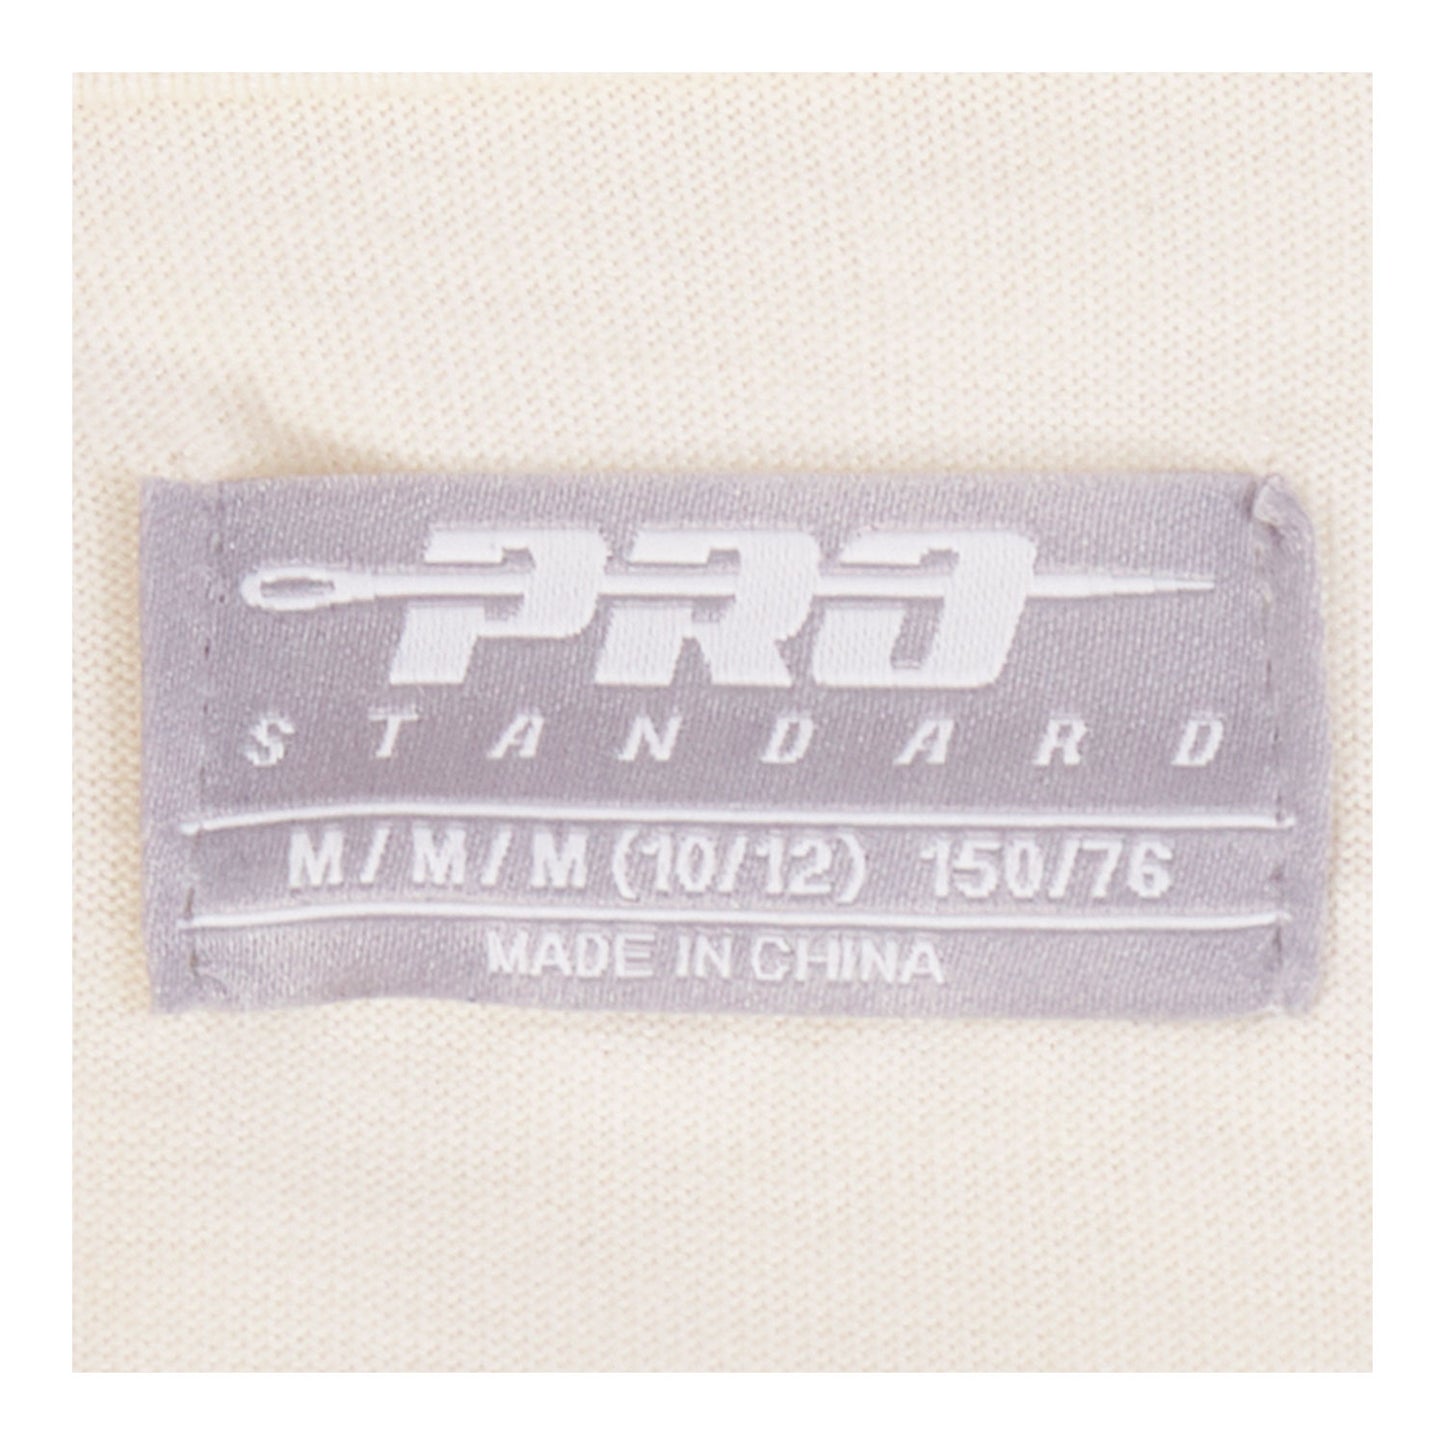 PRO
STANDARD
M/M/M (10/12) 150/76
MADE IN CHINA